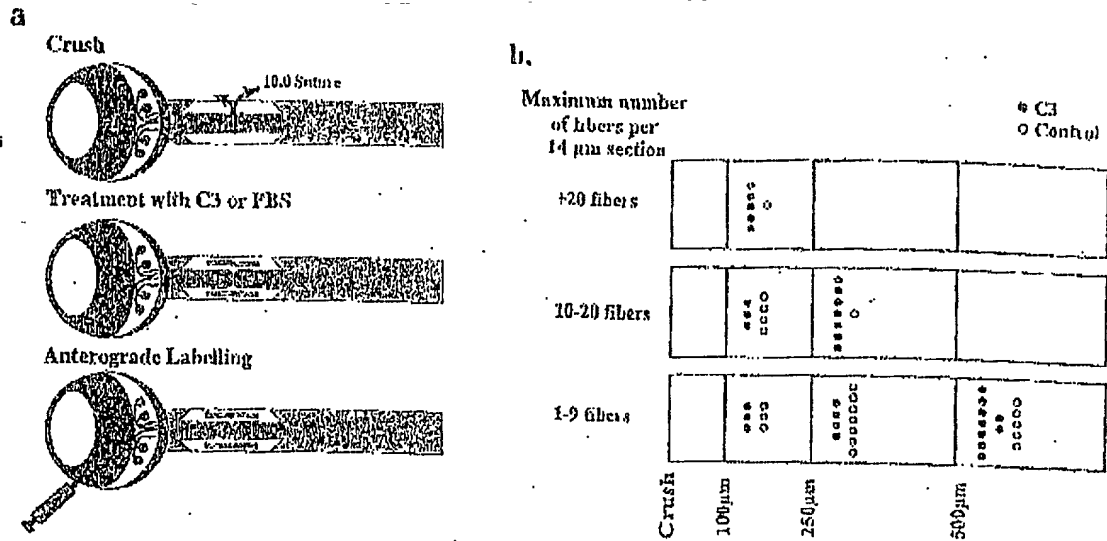 a
Crush
10.0 Suture
Treatment with C3 or PBS
Anterograde Labelling
b.
Maximum number
of fibers per
14 µm section
C3
Control
+20 fibers
10-20 fibers
1-9 fibers
Crush
100µm
250µm
500µm